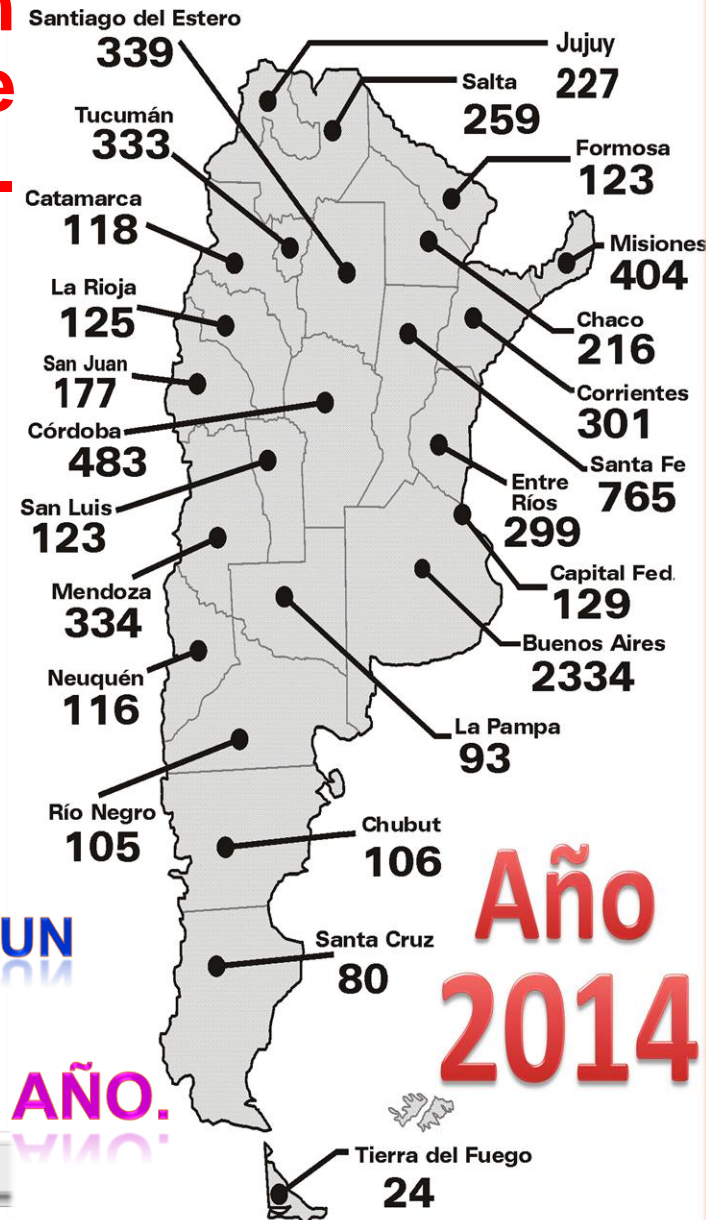 n
Santiago del Estero
339
e
Jujuy
227
Salta
259
Tucumán
333
Formosa
123
Catamarca
118
Misiones
404
La Rioja
125
Chaco
216
San Juan
177
Corrientes
301
Córdoba
483
Santa Fe
765
Entre
Ríos
299
San Luis
123
Capital Fed.
129
Mendoza
334
Buenos Aires
2334
Neuquén
116
La Pampa
93
Río Negro
105
Chubut
106
Año
2014
UN
Santa Cruz
80
AÑO.
Tierra del Fuego
24